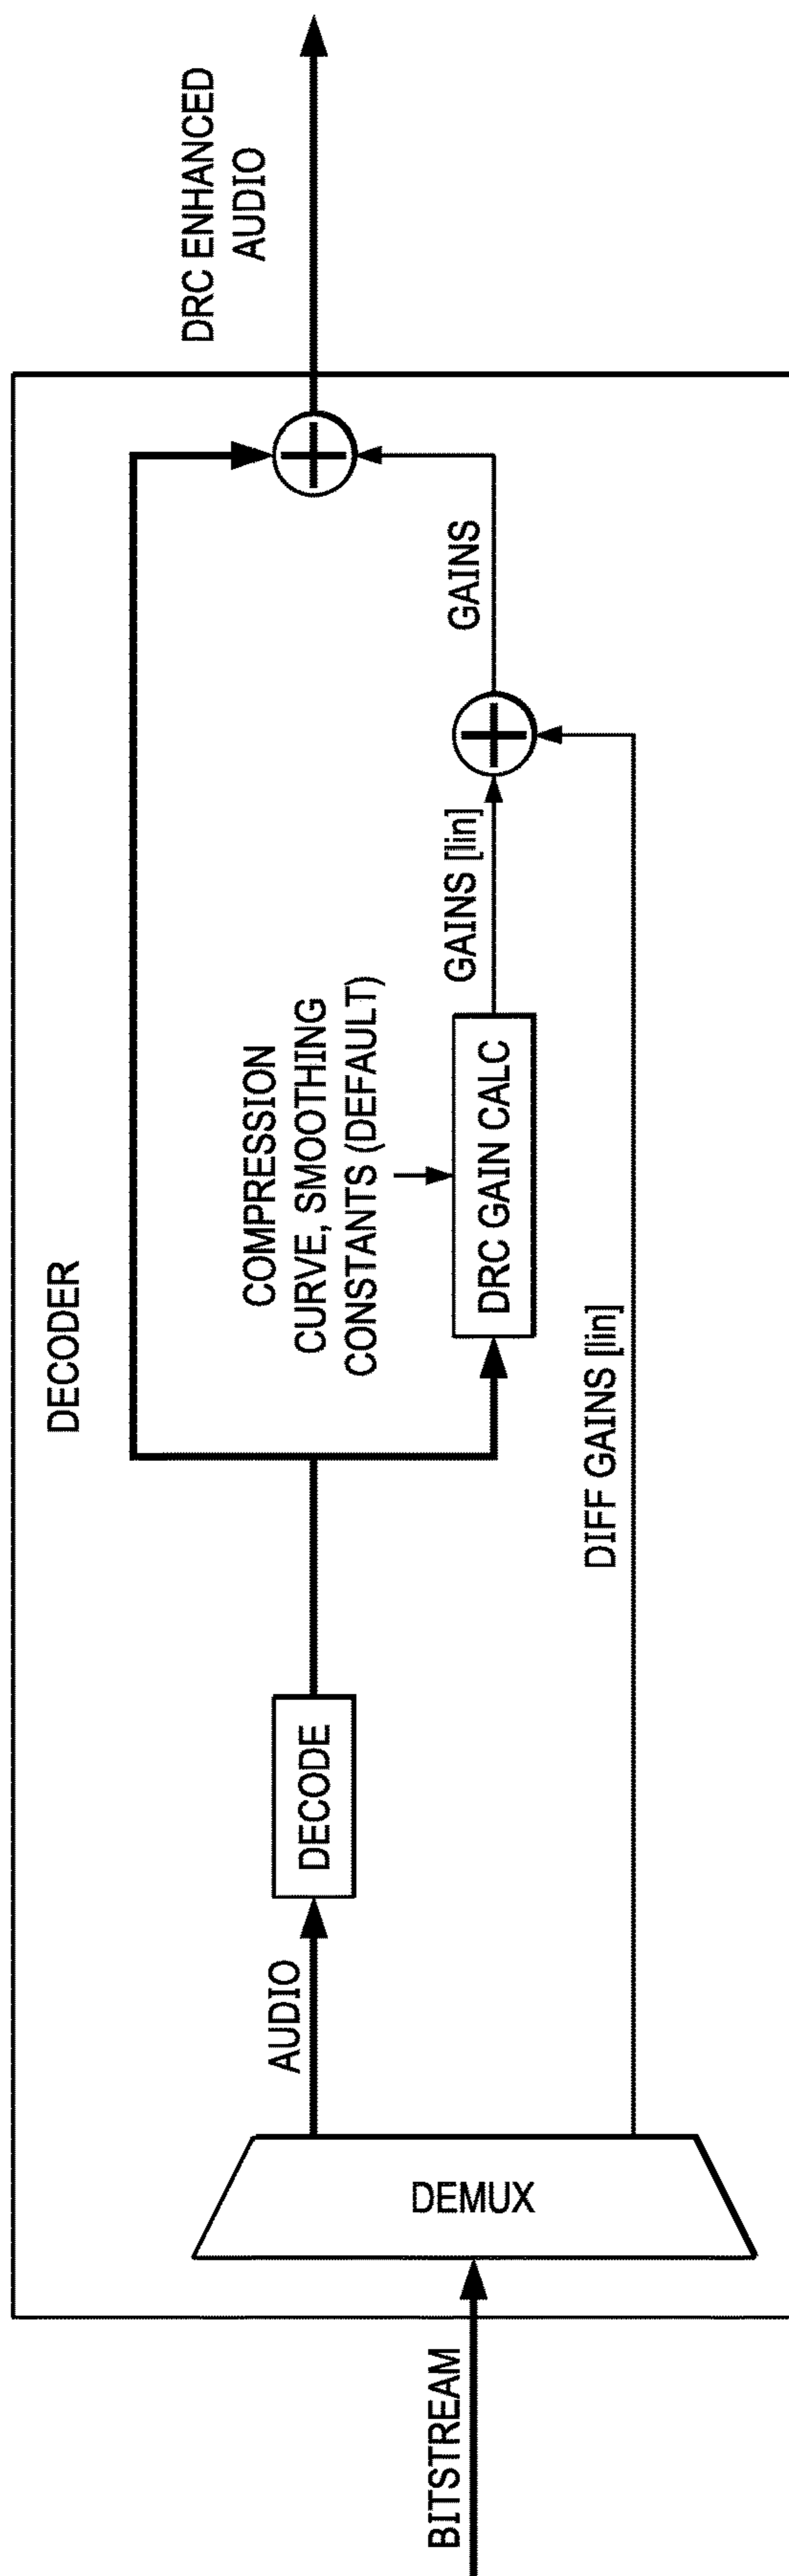 DECODER
BITSTREAM
DEMUX
AUDIO
DECODE
COMPRESSION
CURVE, SMOOTHING
CONSTANTS (DEFAULT)
DRC GAIN CALC
GAINS [lin]
DIFF GAINS [lin]
GAINS
DRC ENHANCED
AUDIO